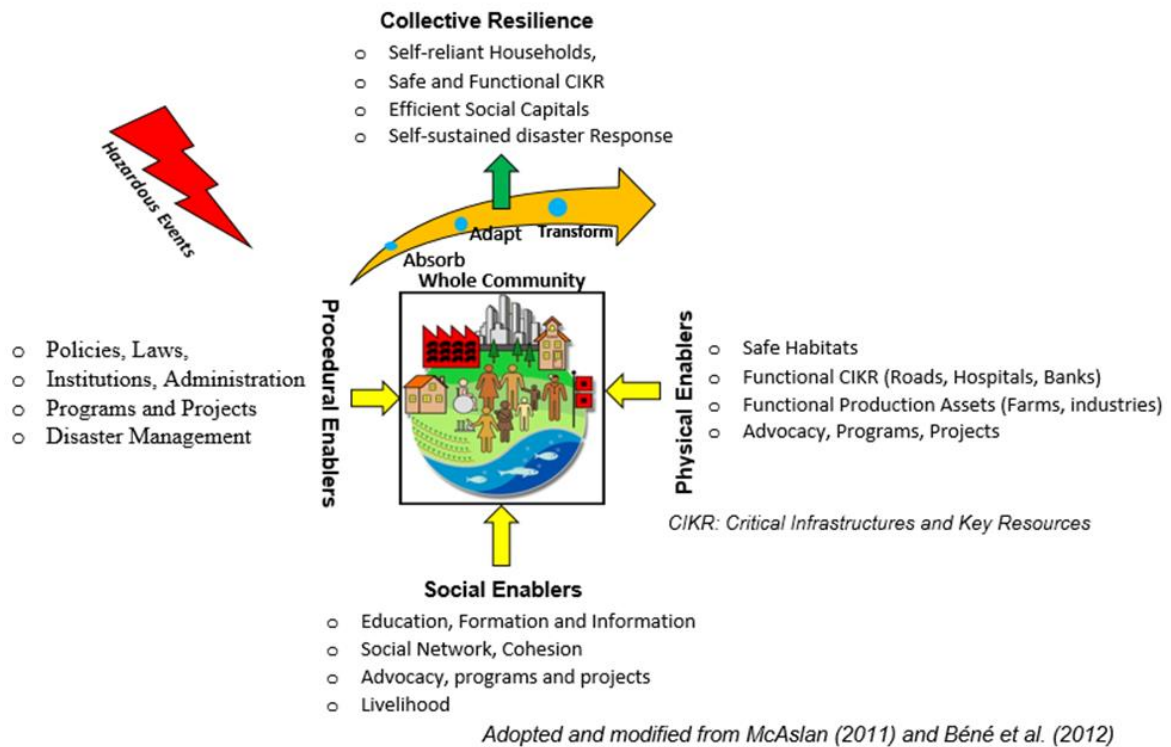 Collective Resilience
o Self-reliant Households,
o Safe and Functional CIKR
o Efficient Social Capitals
o Self-sustained disaster Response
Hazardous Events
Absorb
Adapt
Transform
Whole Community
Procedural Enablers
o Policies, Laws,
o Institutions, Administration
o Programs and Projects
o Disaster Management
Physical Enablers
o Safe Habitats
o Functional CIKR (Roads, Hospitals, Banks)
o Functional Production Assets (Farms, industries)
o Advocacy, Programs, Projects
CIKR: Critical Infrastructures and Key Resources
Social Enablers
o Education, Formation and Information
o Social Network, Cohesion
o Advocacy, programs and projects
o Livelihood
Adopted and modified from McAslan (2011) and Béné et al. (2012)